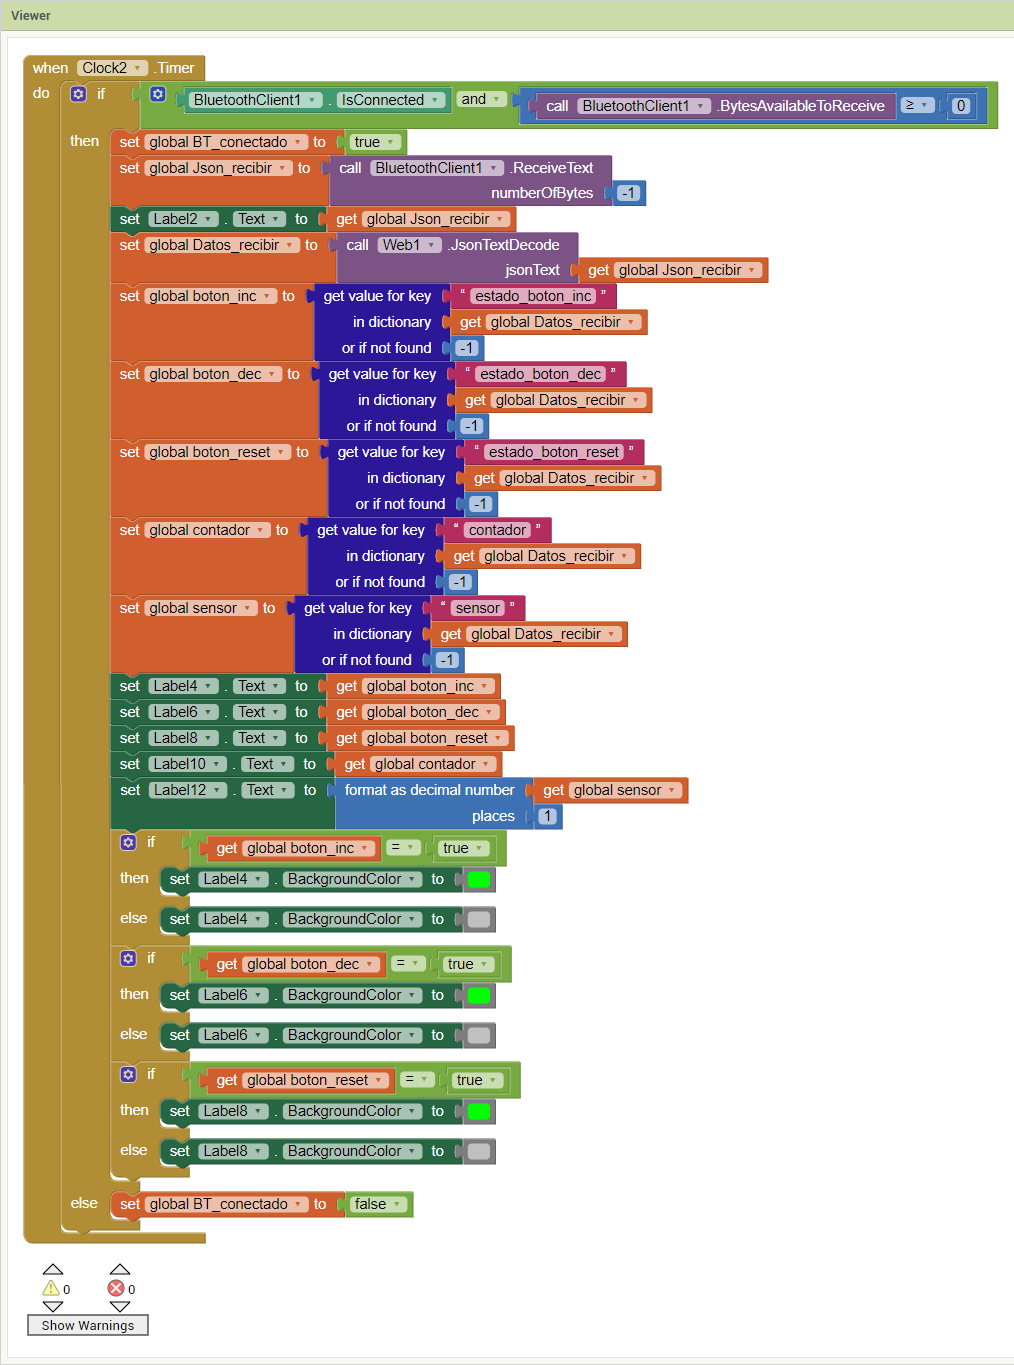 Viewer
when Clock2 .Timer
do if BluetoothClient1 . IsConnected and call BluetoothClient1 .BytesAvailableToReceive ≥ 0
then set global BT_conectado to true
set global Json_recibir to call BluetoothClient1 .ReceiveText
numberOfBytes -1
set Label2 . Text to get global Json_recibir
set global Datos_recibir to call Web1 .JsonTextDecode
jsonText get global Json_recibir
set global boton_inc to get value for key “ estado_boton_inc ”
in dictionary get global Datos_recibir
or if not found -1
set global boton_dec to get value for key “ estado_boton_dec ”
in dictionary get global Datos_recibir
or if not found -1
set global boton_reset to get value for key “ estado_boton_reset ”
in dictionary get global Datos_recibir
or if not found -1
set global contador to get value for key “ contador ”
in dictionary get global Datos_recibir
or if not found -1
set global sensor to get value for key “ sensor ”
in dictionary get global Datos_recibir
or if not found -1
set Label4 . Text to get global boton_inc
set Label6 . Text to get global boton_dec
set Label8 . Text to get global boton_reset
set Label10 . Text to get global contador
set Label12 . Text to format as decimal number get global sensor
places 1
if get global boton_inc = true
then set Label4 . BackgroundColor to
else set Label4 . BackgroundColor to
if get global boton_dec = true
then set Label6 . BackgroundColor to
else set Label6 . BackgroundColor to
if get global boton_reset = true
then set Label8 . BackgroundColor to
else set Label8 . BackgroundColor to
else set global BT_conectado to false
0 0
Show Warnings